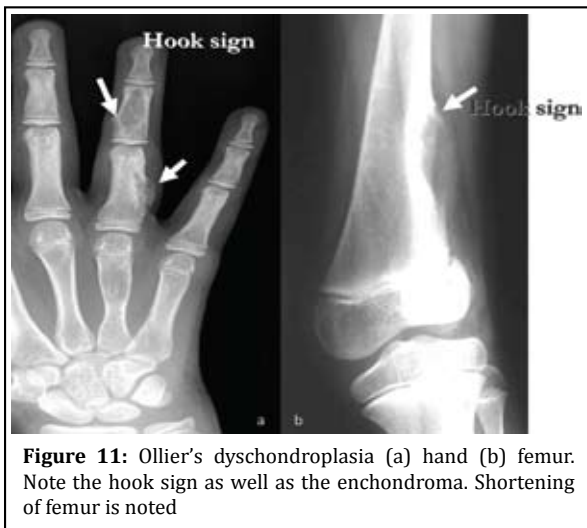 Hook sign
Hook sign
a
b
Figure 11: Ollier's dyschondroplasia (a) hand (b) femur.
Note the hook sign as well as the enchondroma. Shortening
of femur is noted